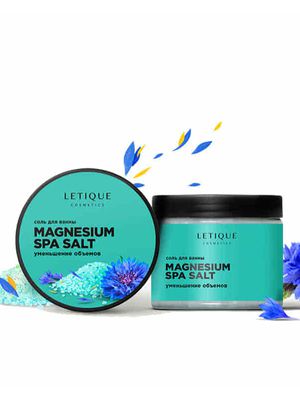 LETIQUE
COSMETICS
соль для ванны
MAGNESIUM
SPA SALT
уменьшение объемов
LETIQUE
COSMETICS
соль для ванны
MAGNESIUM
SPA SALT
уменьшение объемов